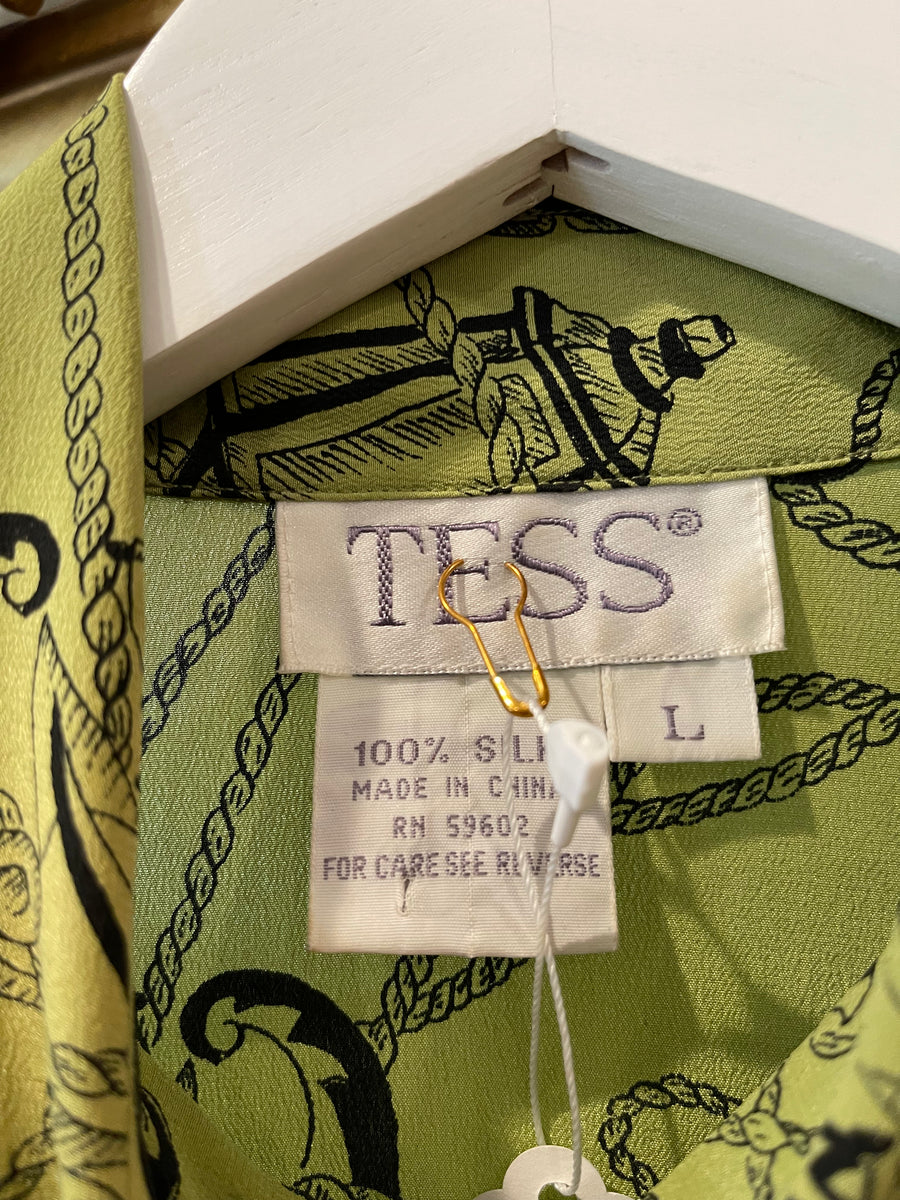 TESS®
L
100% SILK
MADE IN CHINA
RN 59602
FOR CARE SEE REVERSE